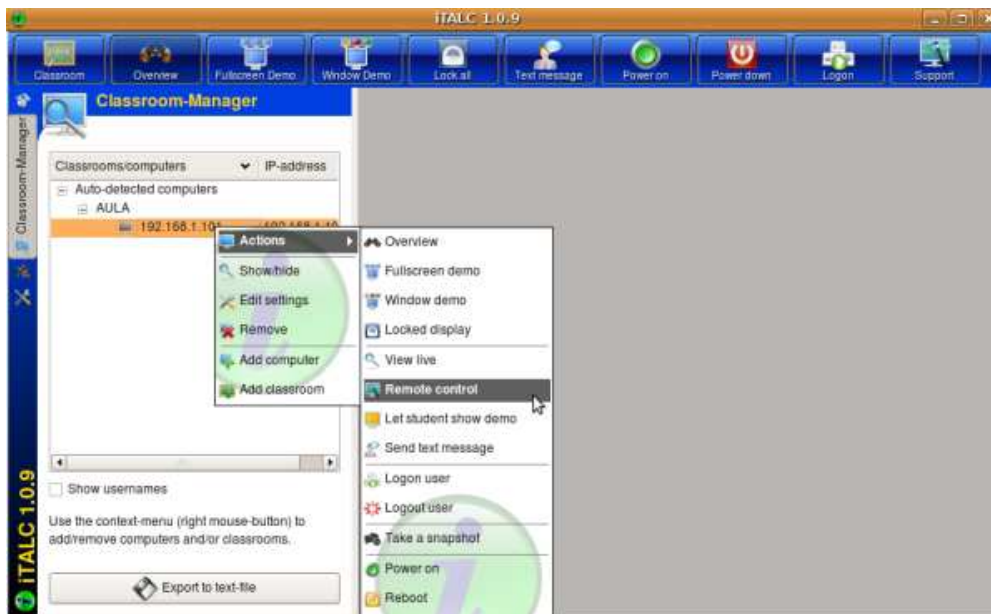 iTALC 1.0.9
Classroom
Overview
Fullscreen Demo
Window Demo
Lock all
Text message
Power on
Power down
Logon
Support
Classroom-Manager
Classroom-Manager
Classrooms/computers
IP-address
Auto-detected computers
AULA
192.168.1.101
Actions
Show/hide
Edit settings
Remove
Add computer
Add classroom
Overview
Fullscreen demo
Window demo
Locked display
View live
Remote control
Let student show demo
Send text message
Logon user
Logout user
Take a snapshot
Power on
Reboot
Show usernames
Use the context-menu (right mouse-button) to
add/remove computers and/or classrooms.
Export to text-file
iTALC 1.0.9